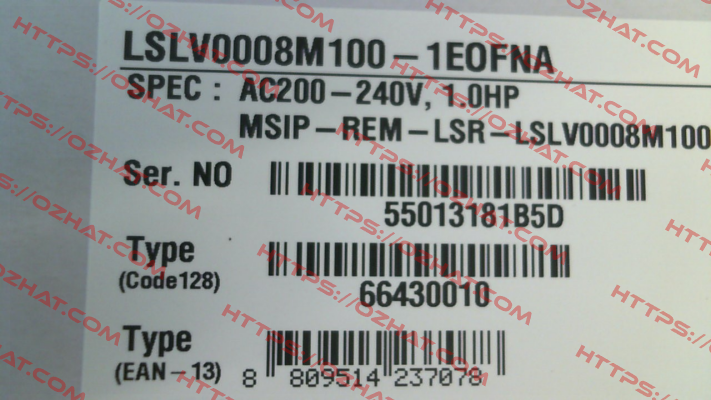 LSLV0008M100-1EOFNA
SPEC : AC200-240V, 1.0HP
MSIP-REM-LSR-LSLV0008M100
Ser. NO
55013181B5D
Type
(Code128)
66430010
Type
(EAN-13)
8 809514 237078
HTTPS://OZHAT.COM